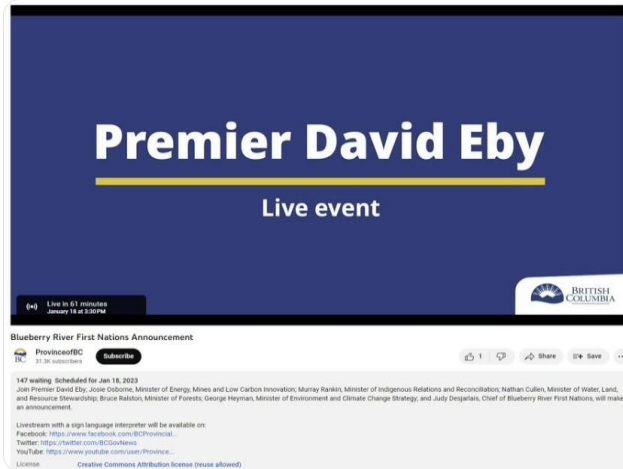 Premier David Eby
Live event
Live in 61 minutes
January 18 at 3:30 PM
BRITISH
COLUMBIA
Blueberry River First Nations Announcement
BC
ProvinceofBC
31.3K subscribers
Subscribe
1
Share
Save
147 waiting Scheduled for Jan 18, 2023
Join Premier David Eby; Josie Osborne, Minister of Energy, Mines and Low Carbon Innovation; Murray Rankin, Minister of Indigenous Relations and Reconciliation; Nathan Cullen, Minister of Water, Land,
and Resource Stewardship; Bruce Ralston, Minister of Forests; George Heyman, Minister of Environment and Climate Change Strategy; and Judy Desjarlais, Chief of Blueberry River First Nations, will make
an announcement.
Livestream with a sign language interpreter will be available on:
Facebook: https://www.facebook.com/BCProvincial...
Twitter: https://twitter.com/BCGovNews
YouTube: https://www.youtube.com/user/Province...
License Creative Commons Attribution license (reuse allowed)